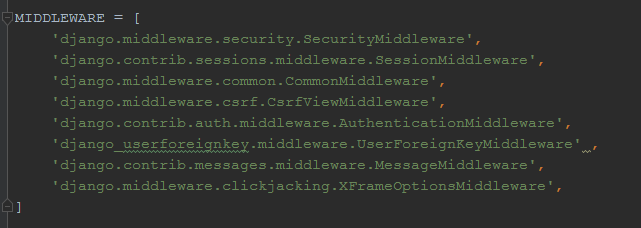 MIDDLEWARE = [
    'django.middleware.security.SecurityMiddleware',
    'django.contrib.sessions.middleware.SessionMiddleware',
    'django.middleware.common.CommonMiddleware',
    'django.middleware.csrf.CsrfViewMiddleware',
    'django.contrib.auth.middleware.AuthenticationMiddleware',
    'django_userforeignkey.middleware.UserForeignKeyMiddleware' ,
    'django.contrib.messages.middleware.MessageMiddleware',
    'django.middleware.clickjacking.XFrameOptionsMiddleware',
]